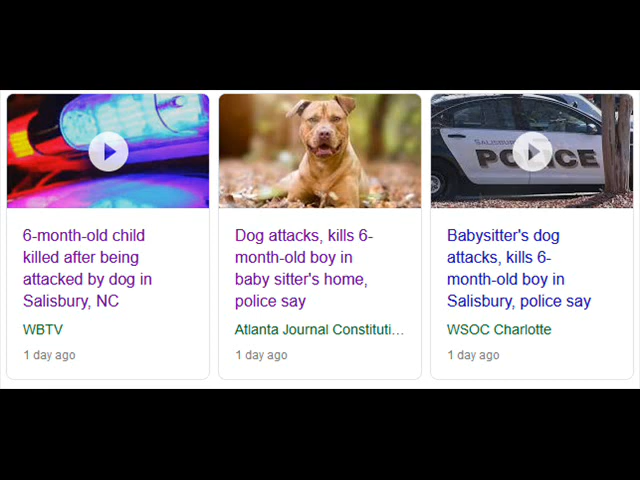 SALISBURY
POLICE
6-month-old child
killed after being
attacked by dog in
Salisbury, NC
WBTV
1 day ago
Dog attacks, kills 6-
month-old boy in
baby sitter's home,
police say
Atlanta Journal Constituti...
1 day ago
Babysitter's dog
attacks, kills 6-
month-old boy in
Salisbury, police say
WSOC Charlotte
1 day ago